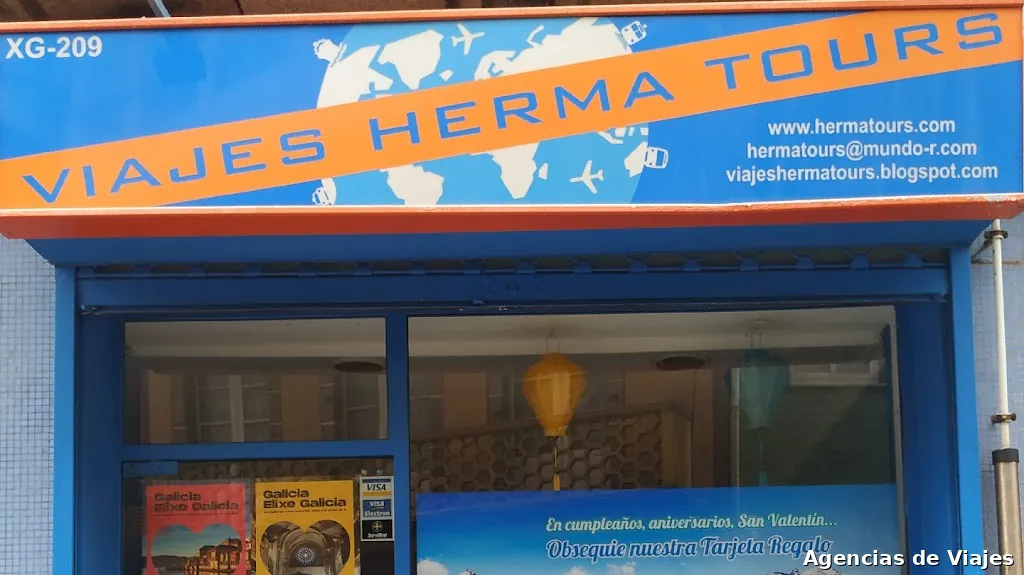 XG-209
VIAJES HERMA TOURS
www.hermatours.com
hermatours@mundo-r.com
viajeshermatours.blogspot.com
Galicia
Elixe Galicia
Galicia
Elixe Galicia
VISA
VISA
Electron
ServiRed
En cumpleaños, aniversarios, San Valentín...
Obsequie nuestra Tarjeta Regalo
Agencias de Viajes